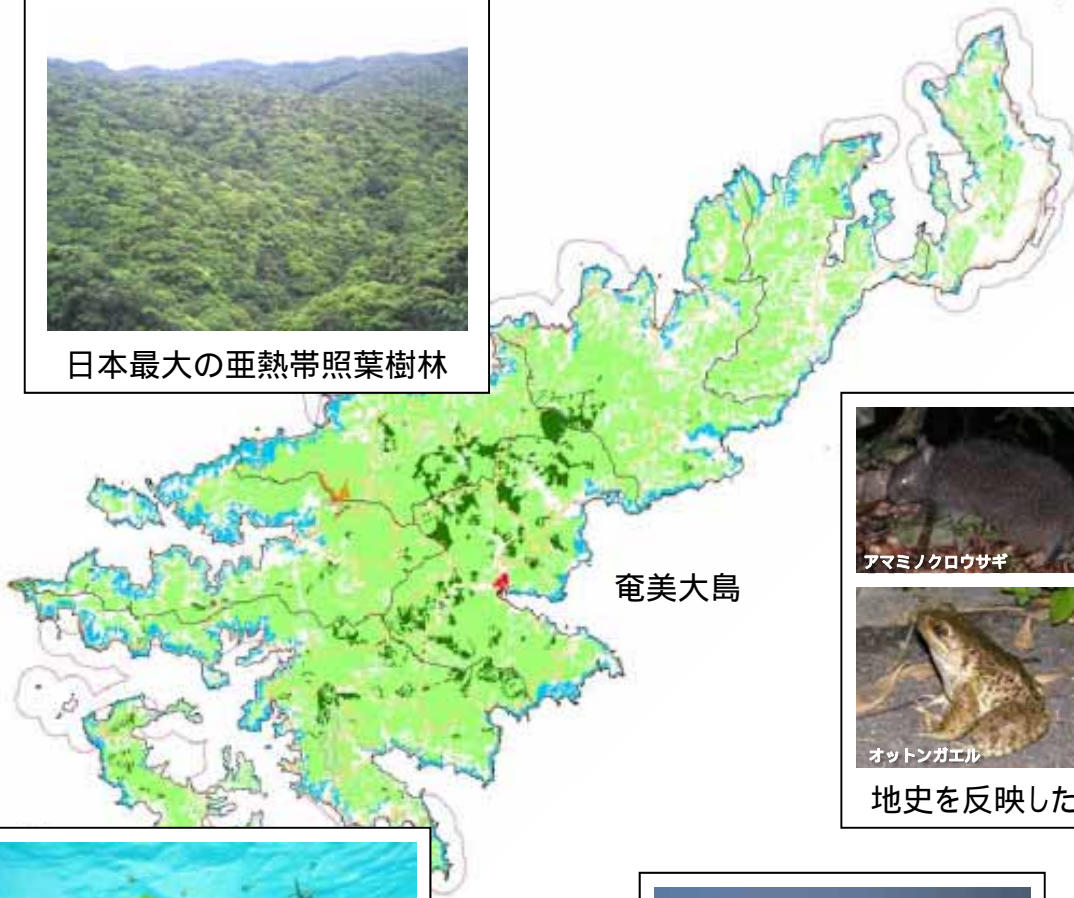 日本最大の亜熱帯照葉樹林
アマミノクロウサギ
奄美大島
オットンガエル
地史を反映した